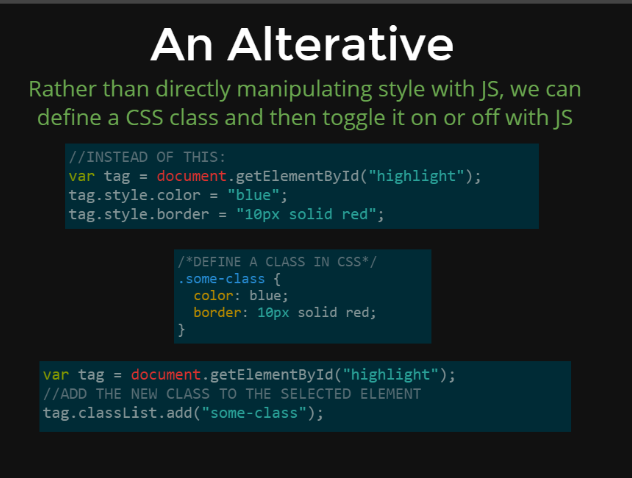 An Alterative
Rather than directly manipulating style with JS, we can
define a CSS class and then toggle it on or off with JS
//INSTEAD OF THIS:
var tag = document.getElementById("highlight");
tag.style.color = "blue";
tag.style.border = "10px solid red";
/*DEFINE A CLASS IN CSS*/
.some-class {
  color: blue;
  border: 10px solid red;
}
var tag = document.getElementById("highlight");
//ADD THE NEW CLASS TO THE SELECTED ELEMENT
tag.classList.add("some-class");